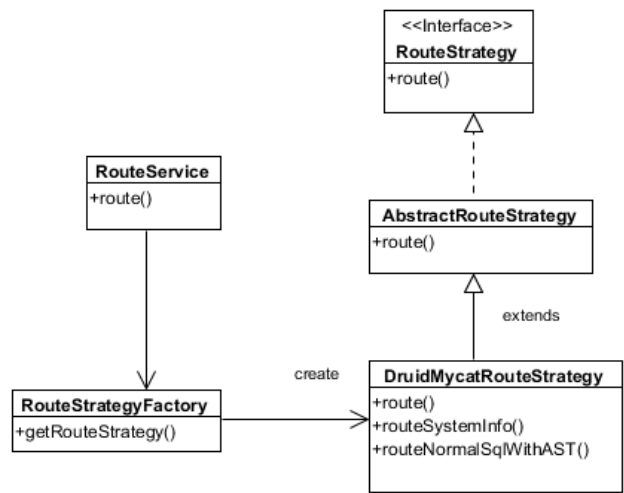 <<Interface>>
RouteStrategy
+route()
RouteService
+route()
AbstractRouteStrategy
+route()
extends
create
DruidMycatRouteStrategy
+route()
+routeSystemInfo()
+routeNormalSqlWithAST()
RouteStrategyFactory
+getRouteStrategy()